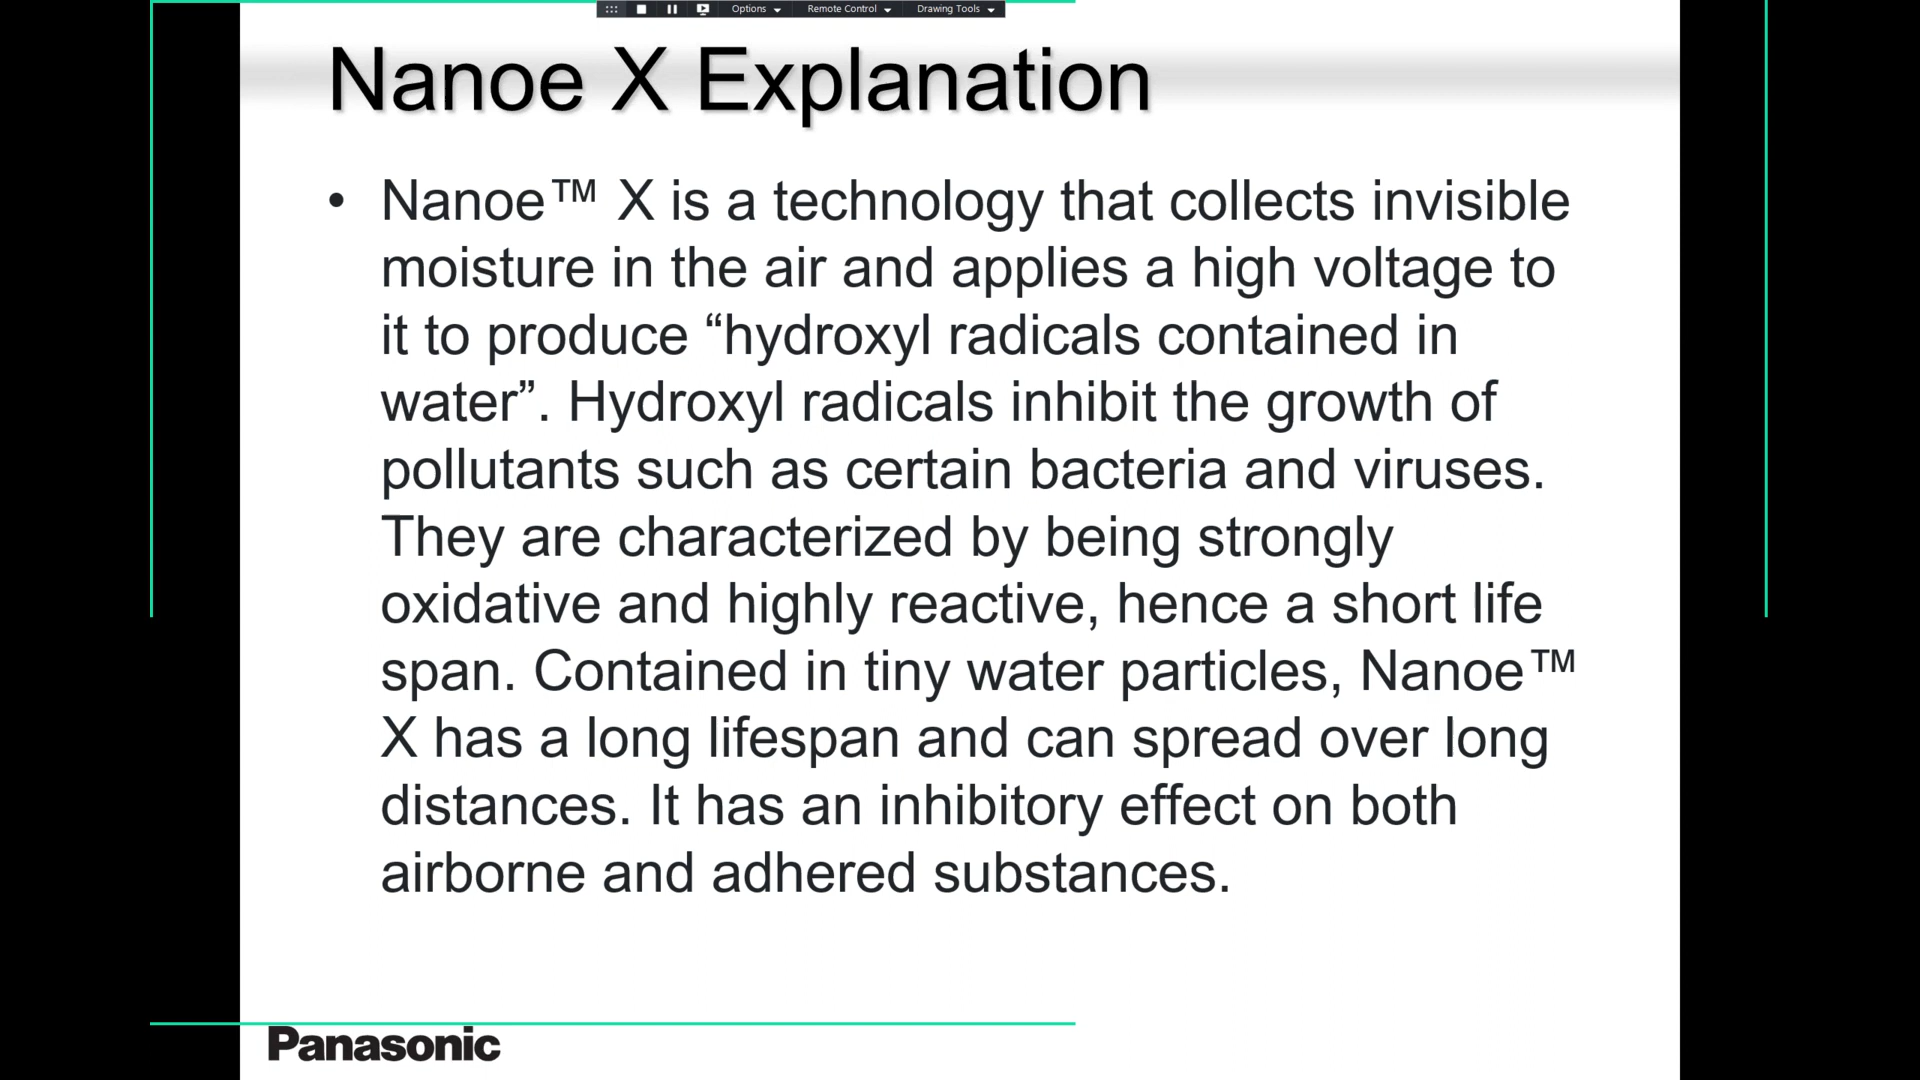 Options
Remote Control
Drawing Tools
Nanoe X Explanation
• Nanoe™ X is a technology that collects invisible
moisture in the air and applies a high voltage to
it to produce “hydroxyl radicals contained in
water”. Hydroxyl radicals inhibit the growth of
pollutants such as certain bacteria and viruses.
They are characterized by being strongly
oxidative and highly reactive, hence a short life
span. Contained in tiny water particles, Nanoe™
X has a long lifespan and can spread over long
distances. It has an inhibitory effect on both
airborne and adhered substances.
Panasonic